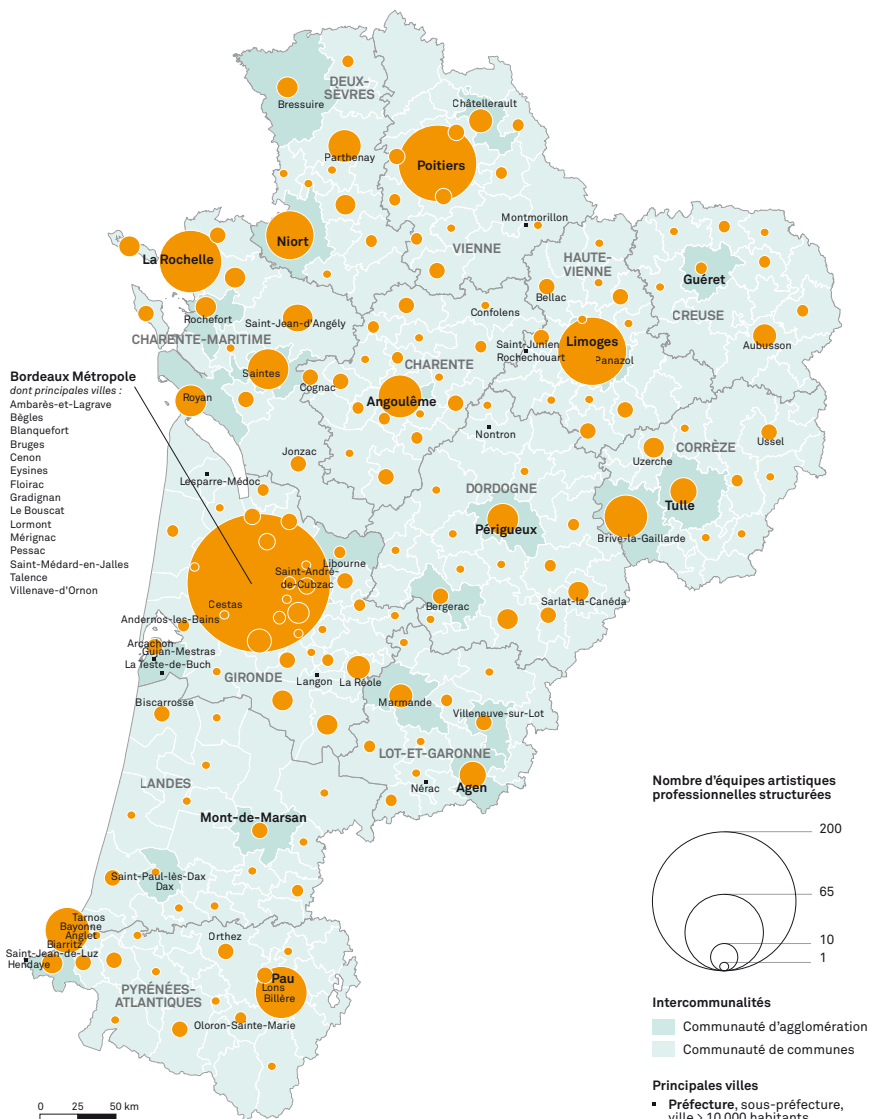 DEUX-
SÈVRES
Bressuire
Châtellerault
Parthenay
Poitiers
Montmorillon
Niort
VIENNE
La Rochelle
HAUTE-
VIENNE
Guéret
Bellac
CREUSE
Rochefort
Saint-Jean-d'Angély
Confolens
CHARENTE-MARITIME
Saint-Junien
Rochechouart
Limoges
Panazol
Aubusson
CHARENTE
Saintes
Cognac
Angoulême
Royan
Nontron
Jonzac
Uzerche
CORRÈZE
Ussel
Lesparre-Médoc
DORDOGNE
Tulle
Périgueux
Brive-la-Gaillarde
Bordeaux Métropole
dont principales villes :
Ambarès-et-Lagrave
Bègles
Blanquefort
Bruges
Cenon
Eysines
Floirac
Gradignan
Le Bouscat
Lormont
Mérignac
Pessac
Saint-Médard-en-Jalles
Talence
Villenave-d'Ornon
Libourne
Saint-André-
de-Cubzac
Cestas
Bergerac
Sarlat-la-Canéda
Andernos-les-Bains
Arcachon
Gujan-Mestras
La Teste-de-Buch
GIRONDE
Langon
La Réole
Biscarrosse
Marmande
Villeneuve-sur-Lot
LOT-ET-GARONNE
LANDES
Nérac
Agen
Mont-de-Marsan
Saint-Paul-lès-Dax
Dax
Tarnos
Bayonne
Anglet
Biarritz
Saint-Jean-de-Luz
Hendaye
Orthez
PYRÉNÉES-
ATLANTIQUES
Pau
Lons
Billère
Oloron-Sainte-Marie
0 25 50 km
Nombre d'équipes artistiques
professionnelles structurées
200
65
10
1
Intercommunalités
Communauté d'agglomération
Communauté de communes
Principales villes
Préfecture, sous-préfecture,
ville > 10 000 habitants